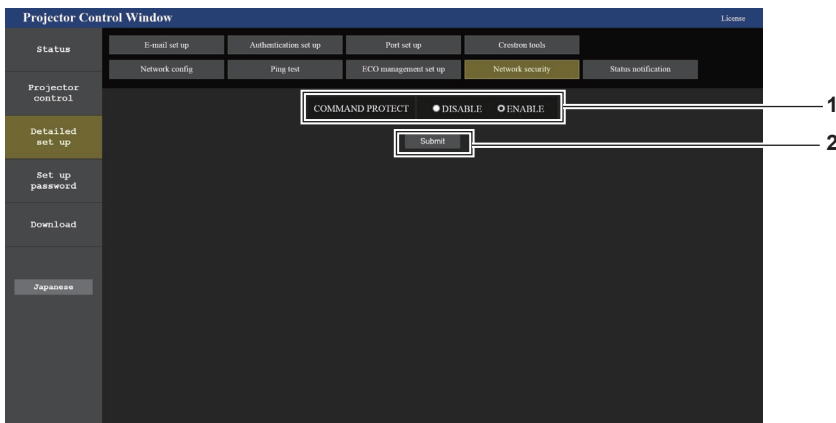 Projector Control Window
License
Status
E-mail set up
Authentication set up
Port set up
Crestron tools
Network config
Ping test
ECO management set up
Network security
Status notification
Projector
control
COMMAND PROTECT DISABLE ENABLE
1
Detailed
set up
Submit
2
Set up
password
Download
Japanese